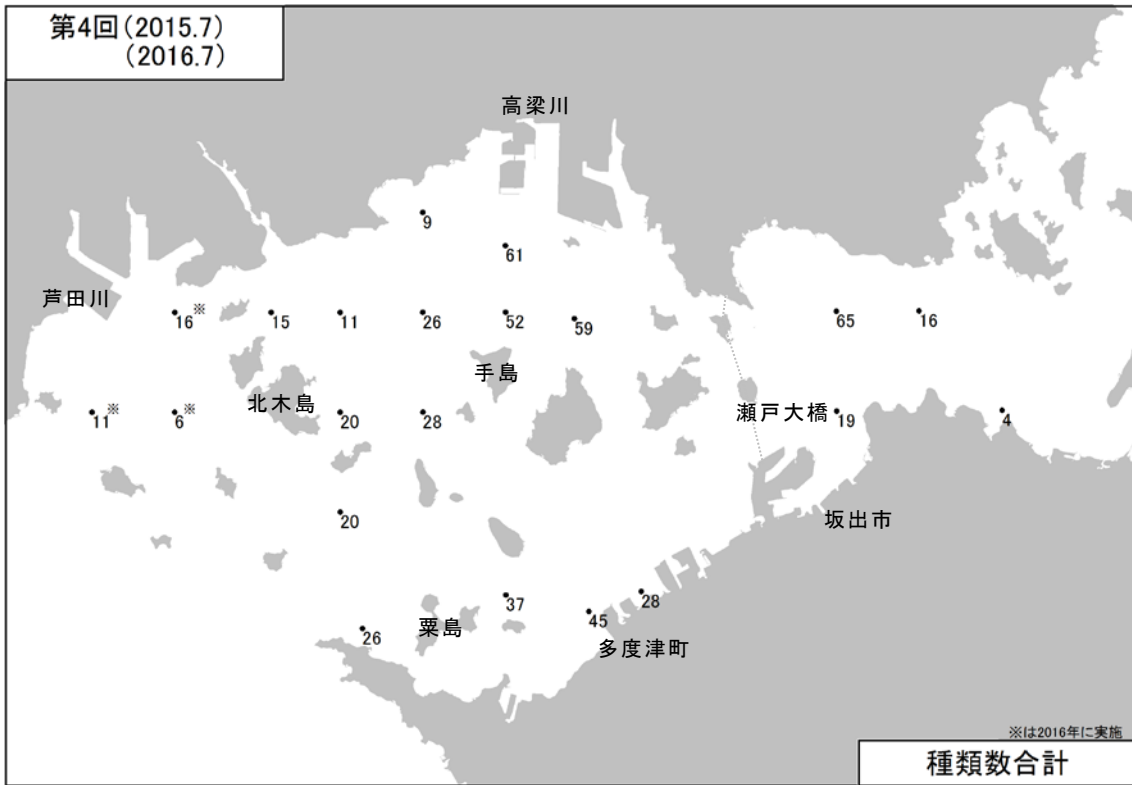 第4回(2015.7)
(2016.7)
高梁川
9
61
芦田川
16※
15
11
26
52
59
65
16
手島
北木島
瀬戸大橋
11※
6※
20
28
19
4
20
坂出市
37
28
45
粟島
26
多度津町
※は2016年に実施
種類数合計